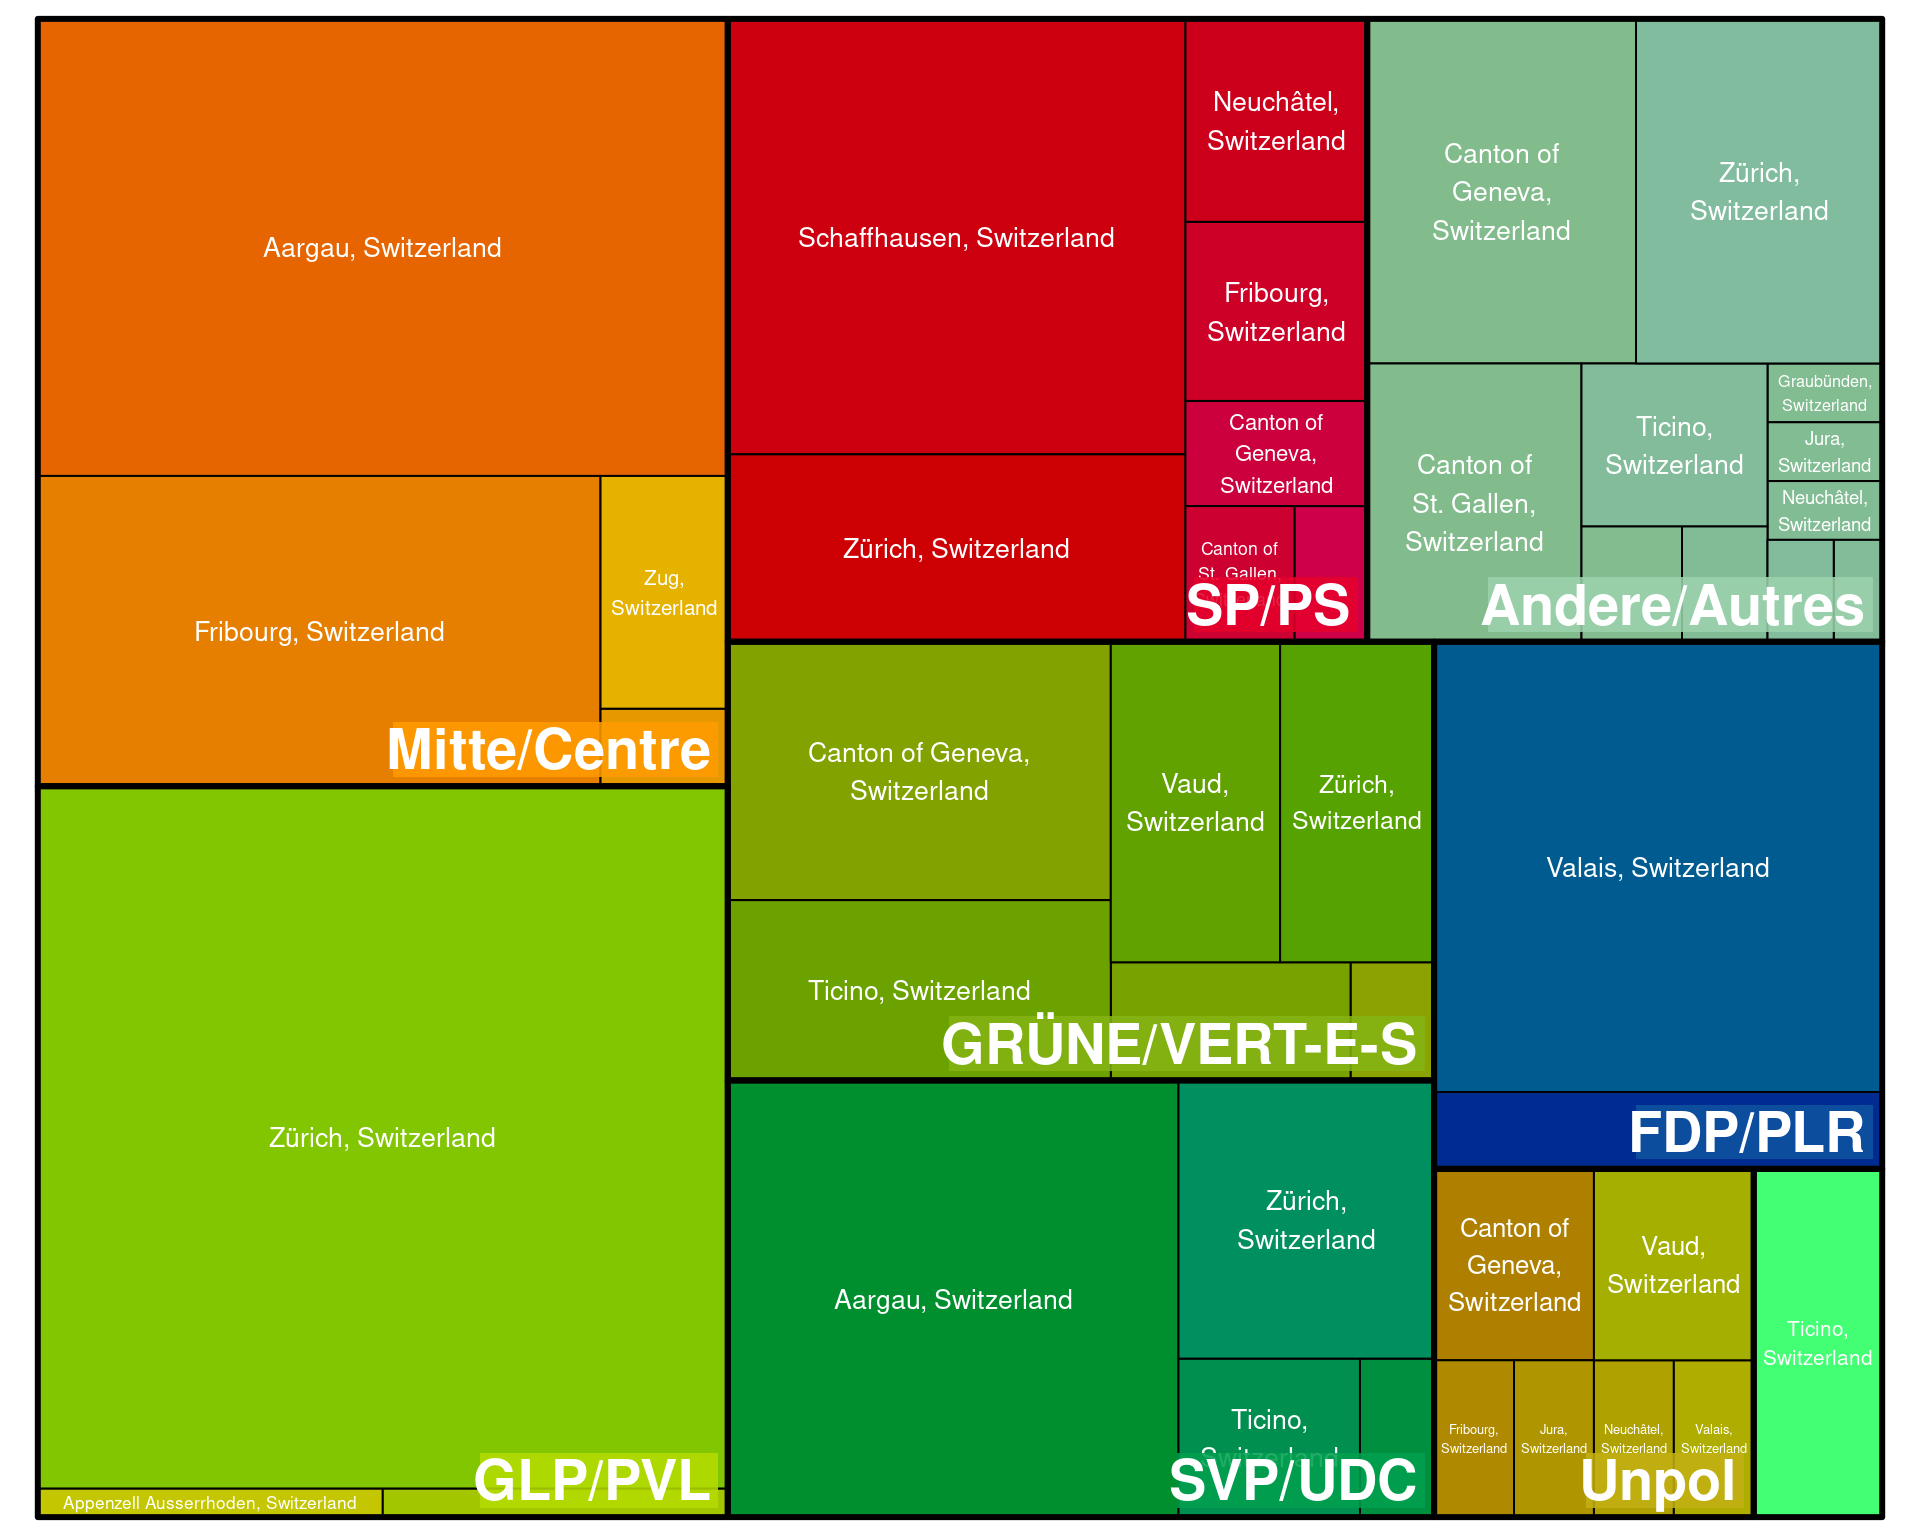 Aargau, Switzerland
Fribourg, Switzerland
Zug,
Switzerland
Mitte/Centre
Zürich, Switzerland
Appenzell Ausserrhoden, Switzerland
GLP/PVL
Schaffhausen, Switzerland
Zürich, Switzerland
Neuchâtel,
Switzerland
Fribourg,
Switzerland
Canton of
Geneva,
Switzerland
Canton of
St. Gallen,
SP/PS
Canton of
Geneva,
Switzerland
Zürich,
Switzerland
Canton of
St. Gallen,
Switzerland
Ticino,
Switzerland
Graubünden,
Switzerland
Jura,
Switzerland
Neuchâtel,
Switzerland
Andere/Autres
Canton of Geneva,
Switzerland
Ticino, Switzerland
Vaud,
Switzerland
Zürich,
Switzerland
GRÜNE/VERT-E-S
Valais, Switzerland
FDP/PLR
Aargau, Switzerland
Zürich,
Switzerland
Ticino,
Switzerland
SVP/UDC
Canton of
Geneva,
Switzerland
Vaud,
Switzerland
Fribourg,
Switzerland
Jura,
Switzerland
Neuchâtel,
Switzerland
Valais,
Switzerland
Unpol
Ticino,
Switzerland